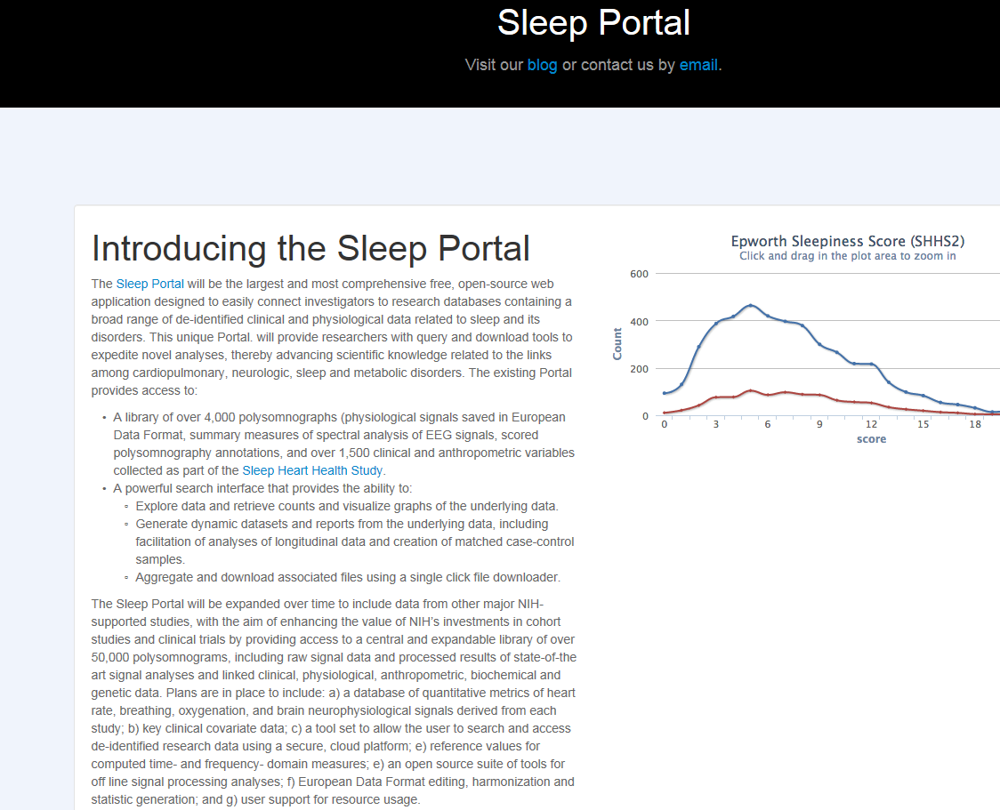 Sleep Portal
Visit our blog or contact us by email.
Introducing the Sleep Portal
The Sleep Portal will be the largest and most comprehensive free, open-source web
application designed to easily connect investigators to research databases containing a
broad range of de-identified clinical and physiological data related to sleep and its
disorders. This unique Portal. will provide researchers with query and download tools to
expedite novel analyses, thereby advancing scientific knowledge related to the links
among cardiopulmonary, neurologic, sleep and metabolic disorders. The existing Portal
provides access to:
• A library of over 4,000 polysomnographs (physiological signals saved in European
Data Format, summary measures of spectral analysis of EEG signals, scored
polysomnography annotations, and over 1,500 clinical and anthropometric variables
collected as part of the Sleep Heart Health Study.
• A powerful search interface that provides the ability to:
◦ Explore data and retrieve counts and visualize graphs of the underlying data.
◦ Generate dynamic datasets and reports from the underlying data, including
facilitation of analyses of longitudinal data and creation of matched case-control
samples.
◦ Aggregate and download associated files using a single click file downloader.
The Sleep Portal will be expanded over time to include data from other major NIH-
supported studies, with the aim of enhancing the value of NIH's investments in cohort
studies and clinical trials by providing access to a central and expandable library of over
50,000 polysomnograms, including raw signal data and processed results of state-of-the
art signal analyses and linked clinical, physiological, anthropometric, biochemical and
genetic data. Plans are in place to include: a) a database of quantitative metrics of heart
rate, breathing, oxygenation, and brain neurophysiological signals derived from each
study; b) key clinical covariate data; c) a tool set to allow the user to search and access
de-identified research data using a secure, cloud platform; e) reference values for
computed time- and frequency- domain measures; e) an open source suite of tools for
off line signal processing analyses; f) European Data Format editing, harmonization and
statistic generation; and g) user support for resource usage.
Epworth Sleepiness Score (SHHS2)
Click and drag in the plot area to zoom in
Count
600
400
200
0
0 3 6 9 12 15 18
score